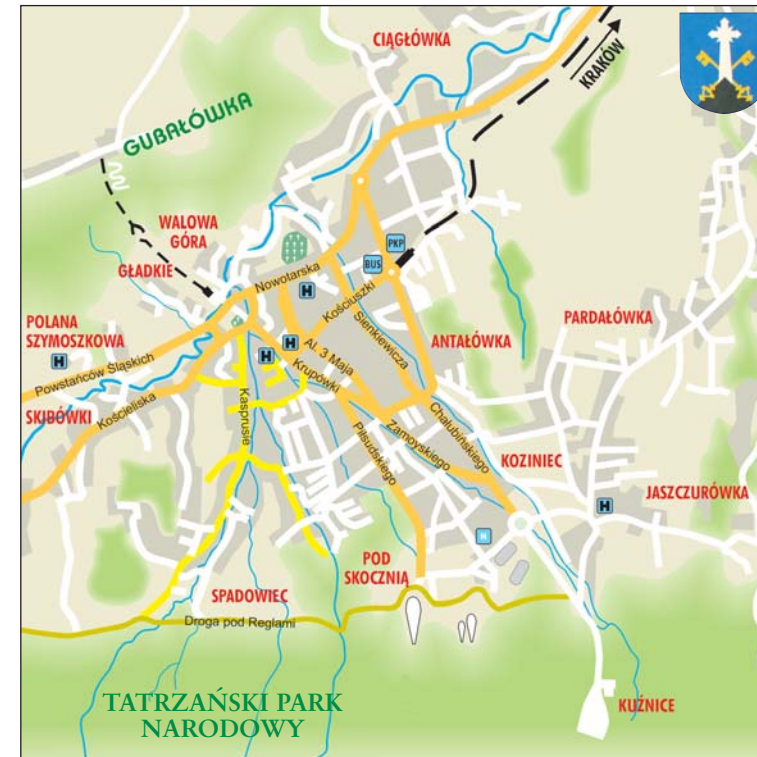 CIĄGŁÓWKA
KRAKÓW
GUBAŁÓWKA
WALOWA
GÓRA
GŁADKIE
PKP
BUS
Nowotarska
H
Kościuszki
POLANA
SZYMOSZKOWA
H
Sienkiewicza
ANTAŁÓWKA
PARDAŁÓWKA
H
H
Al. 3 Maja
Krupówki
Powstańców Śląskich
SKIBÓWKI
Kościeliska
Kasprusie
Piłsudskiego
Zamoyskiego
Chałubińskiego
KOZINIEC
JASZCZURÓWKA
H
H
POD
SKOCZNIĄ
SPADOWIEC
Droga pod Reglami
TATRZAŃSKI PARK
NARODOWY
KUŹNICE